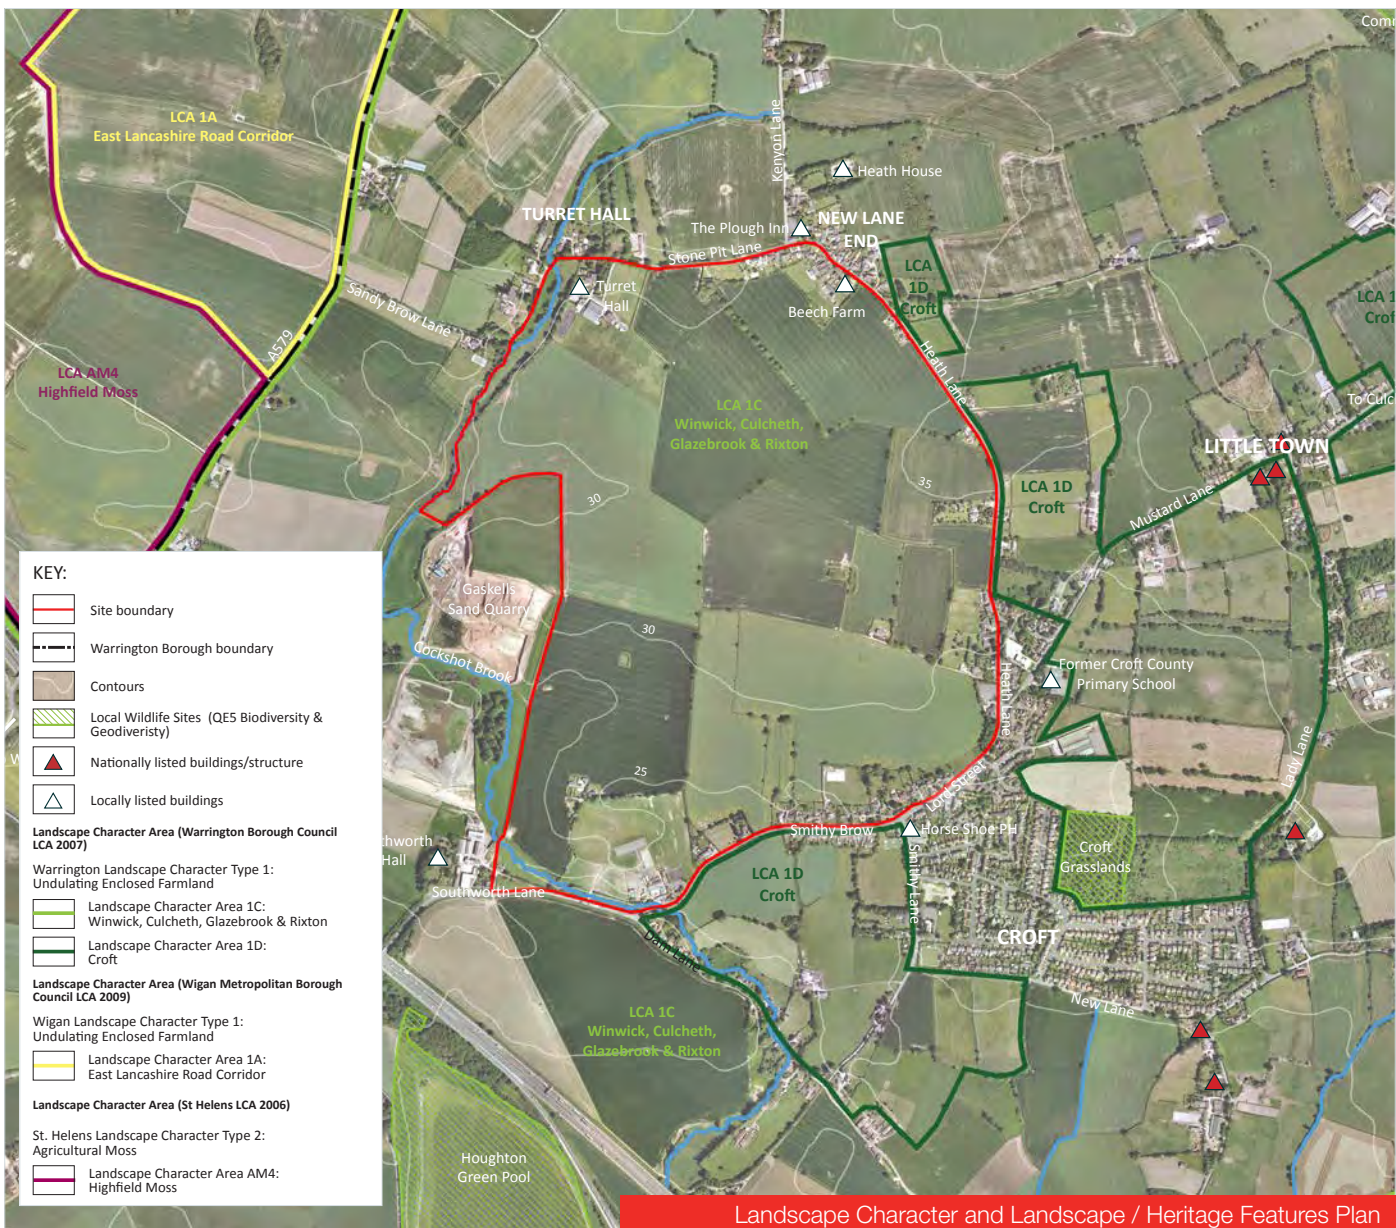 Com
LCA 1A
East Lancashire Road Corridor
Kenyon Lane
Heath House
TURRET HALL
The Plough Inn
NEW LANE
END
Stone Pit Lane
LCA
1D
Croft
Turret
Hall
Beech Farm
Sandy Brow Lane
A579
LCA 1
Crof
Heath Lane
LCA AM4
Highfield Moss
To Culc
LCA 1C
Winwick, Culcheth,
Glazebrook & Rixton
LITTLE TOWN
35
30
LCA 1D
Croft
Mustard Lane
Gaskells
Sand Quarry
30
Cockshot Brook
Former Croft County
Primary School
Heath Lane
Lady Lane
25
Lord Street
Smithy Brow
Horse Shoe PH
Croft
Grasslands
chworth
Hall
Southworth Lane
LCA 1D
Croft
Smithy Lane
CROFT
Dam Lane
New Lane
LCA 1C
Winwick, Culcheth,
Glazebrook & Rixton
Houghton
Green Pool
W
KEY:
Site boundary
Warrington Borough boundary
Contours
Local Wildlife Sites (QE5 Biodiversity &
Geodiveristy)
Nationally listed buildings/structure
Locally listed buildings
Landscape Character Area (Warrington Borough Council
LCA 2007)
Warrington Landscape Character Type 1:
Undulating Enclosed Farmland
Landscape Character Area 1C:
Winwick, Culcheth, Glazebrook & Rixton
Landscape Character Area 1D:
Croft
Landscape Character Area (Wigan Metropolitan Borough
Council LCA 2009)
Wigan Landscape Character Type 1:
Undulating Enclosed Farmland
Landscape Character Area 1A:
East Lancashire Road Corridor
Landscape Character Area (St Helens LCA 2006)
St. Helens Landscape Character Type 2:
Agricultural Moss
Landscape Character Area AM4:
Highfield Moss
Landscape Character and Landscape / Heritage Features Plan